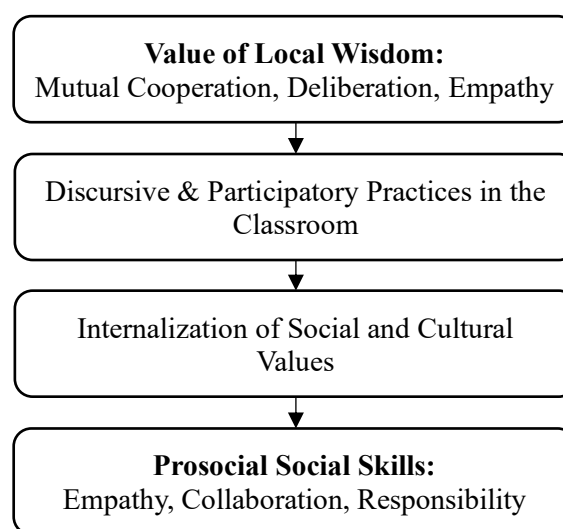 Value of Local Wisdom:
Mutual Cooperation, Deliberation, Empathy
Discursive & Participatory Practices in the
Classroom
Internalization of Social and Cultural
Values
Prosocial Social Skills:
Empathy, Collaboration, Responsibility